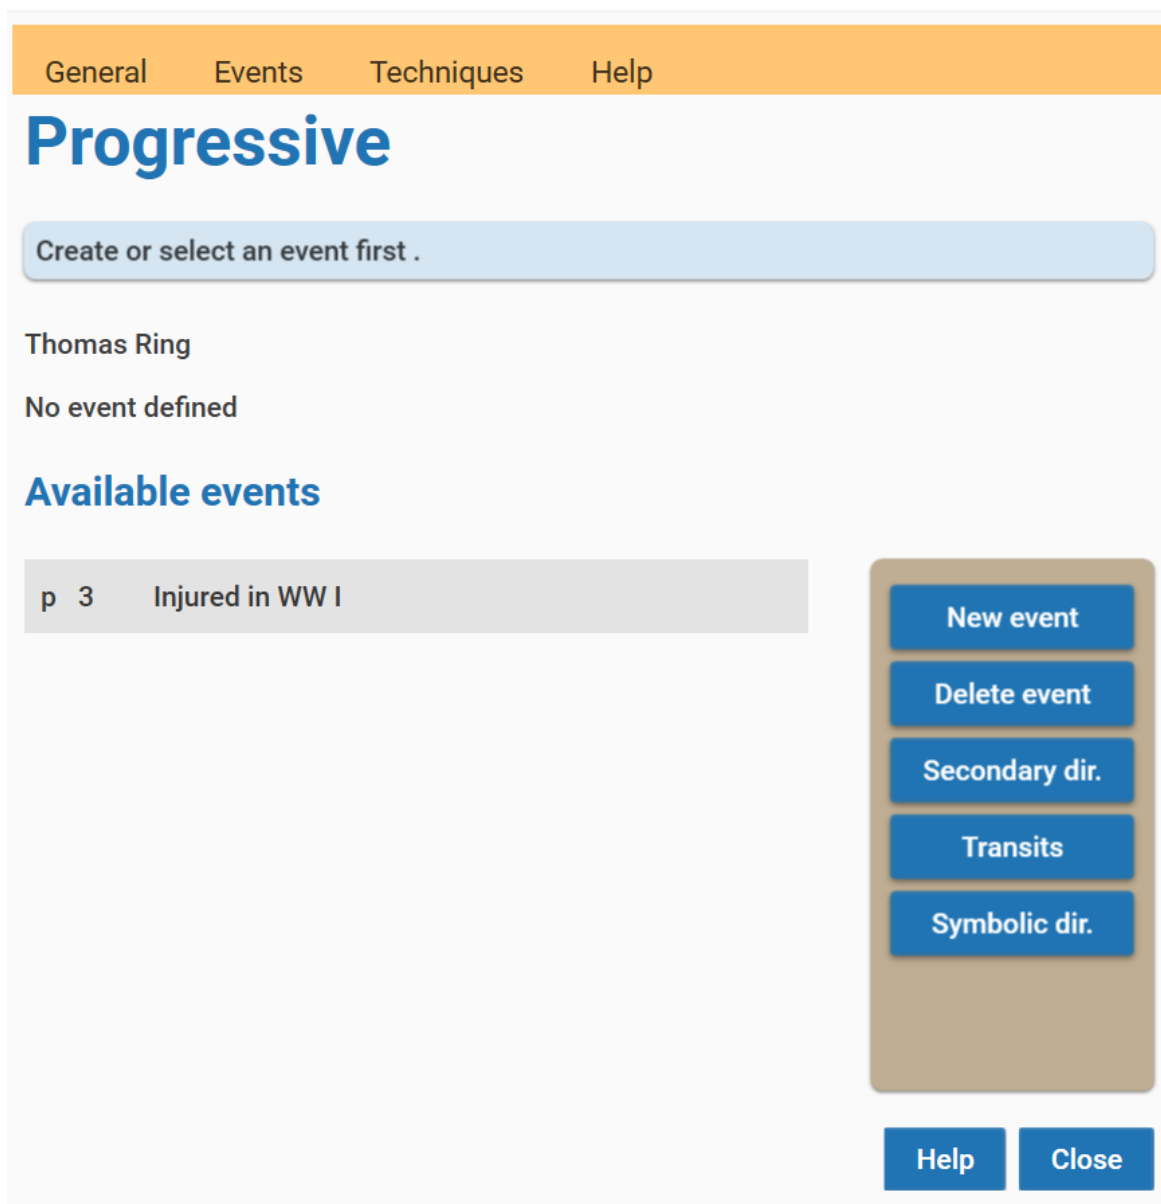 General Events Techniques Help
Progressive
Create or select an event first .
Thomas Ring
No event defined
Available events
p 3 Injured in WW I
New event
Delete event
Secondary dir.
Transits
Symbolic dir.
Help Close